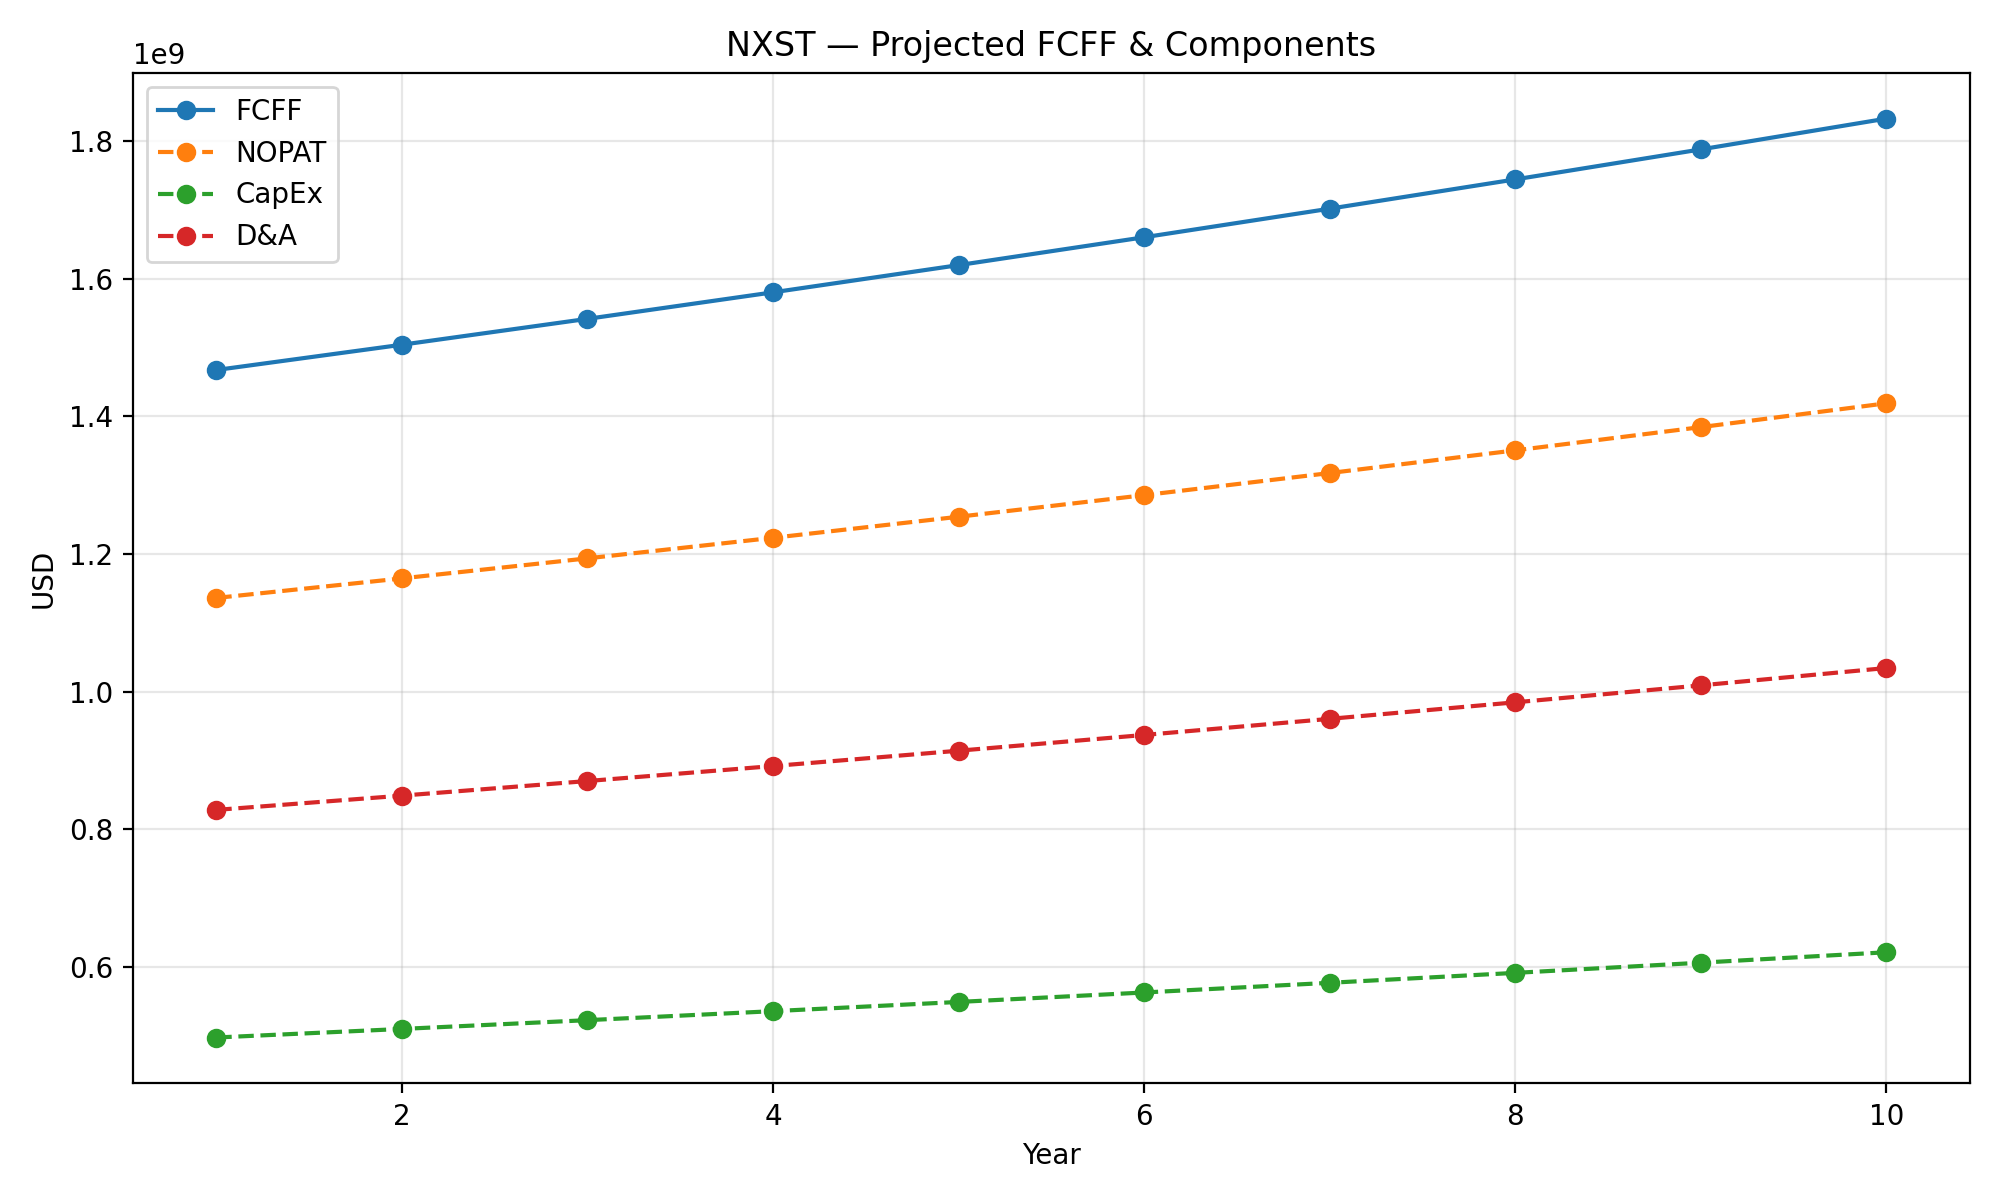 NXST — Projected FCFF & Components
1e9
FCFF
NOPAT
CapEx
D&A
1.8
1.6
1.4
1.2
1.0
0.8
0.6
USD
2 4 6 8 10
Year